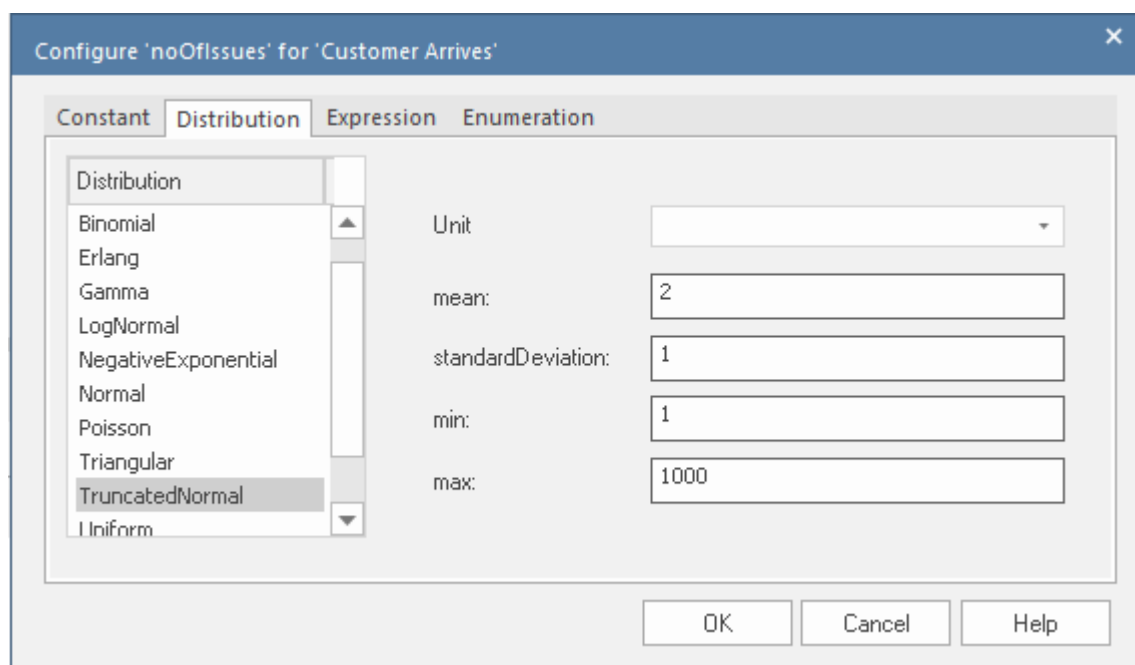 Configure 'noOfIssues' for 'Customer Arrives'
Constant Distribution Expression Enumeration
Distribution
Binomial
Erlang
Gamma
LogNormal
NegativeExponential
Normal
Poisson
Triangular
TruncatedNormal
Uniform
Unit
mean: 2
standardDeviation: 1
min: 1
max: 1000
OK Cancel Help